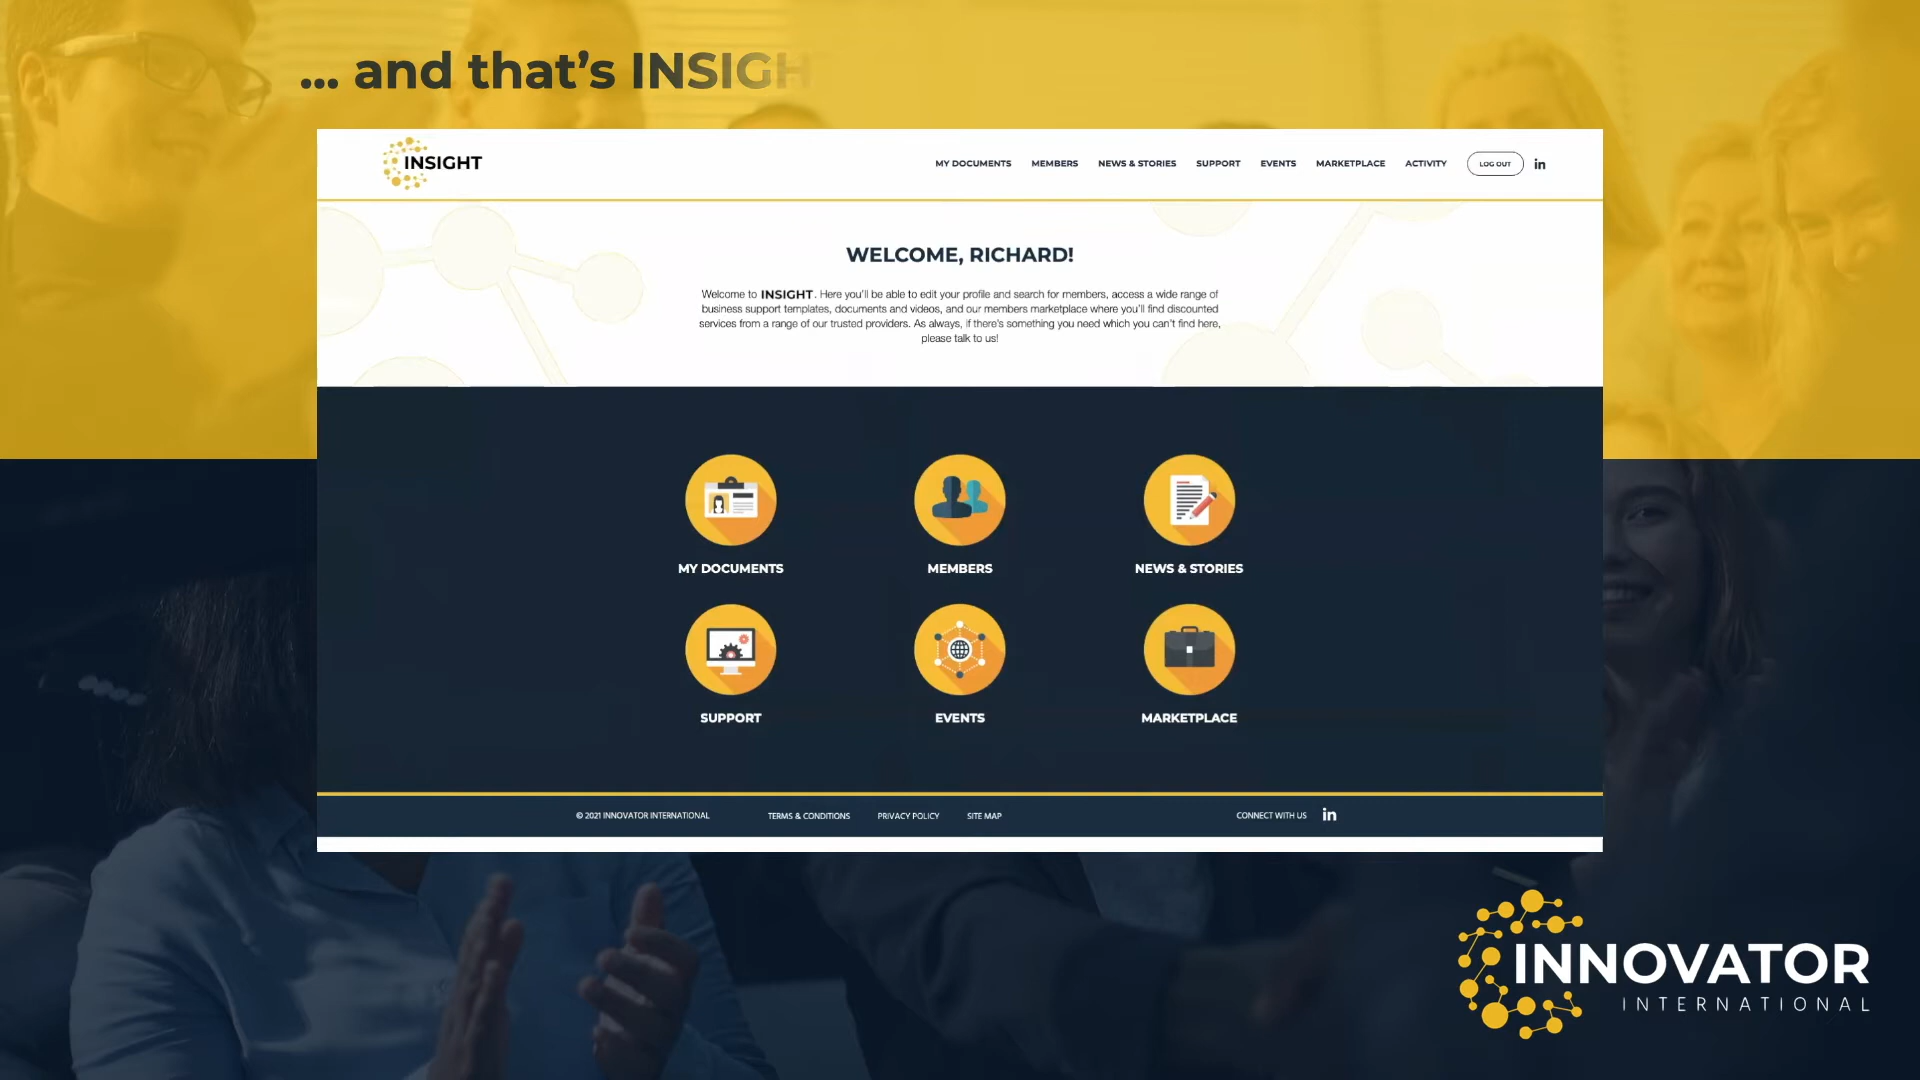 ... and that’s INSIGH
INSIGHT
MY DOCUMENTS MEMBERS NEWS & STORIES SUPPORT EVENTS MARKETPLACE ACTIVITY LOG OUT in
WELCOME, RICHARD!
Welcome to INSIGHT. Here you'll be able to edit your profile and search for members, access a wide range of
business support templates, documents and videos, and our members marketplace where you'll find discounted
services from a range of our trusted providers. As always, if there's something you need which you can't find here,
please talk to us!
MY DOCUMENTS MEMBERS NEWS & STORIES
SUPPORT EVENTS MARKETPLACE
© 2021 INNOVATOR INTERNATIONAL TERMS & CONDITIONS PRIVACY POLICY SITE MAP CONNECT WITH US in
INNOVATOR
INTERNATIONAL